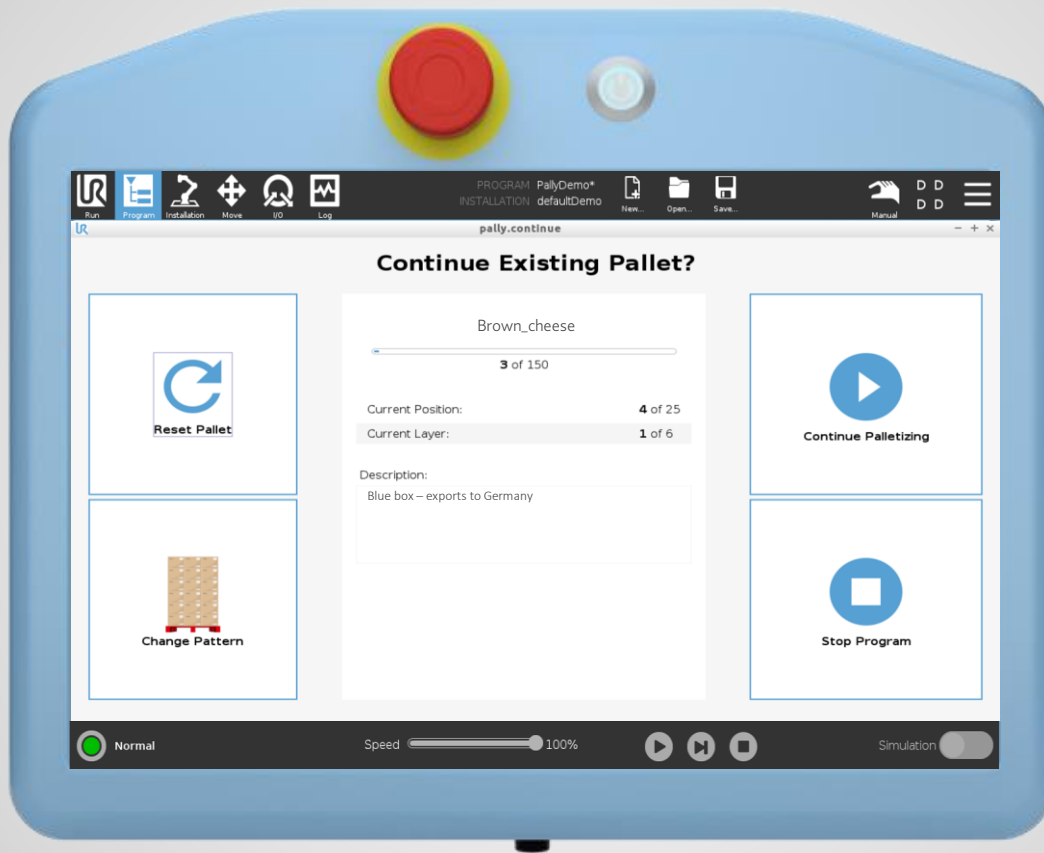 UR
PROGRAM PallyDemo*
INSTALLATION defaultDemo
Run
Program
Installation
Move
I/O
Log
New...
Open...
Save...
Manual
D D
D D
UR
pally.continue
Continue Existing Pallet?
Reset Pallet
Change Pattern
Brown_cheese
3 of 150
Current Position: 4 of 25
Current Layer: 1 of 6
Description:
Blue box – exports to Germany
Continue Palletizing
Stop Program
Normal
Speed 100%
Simulation